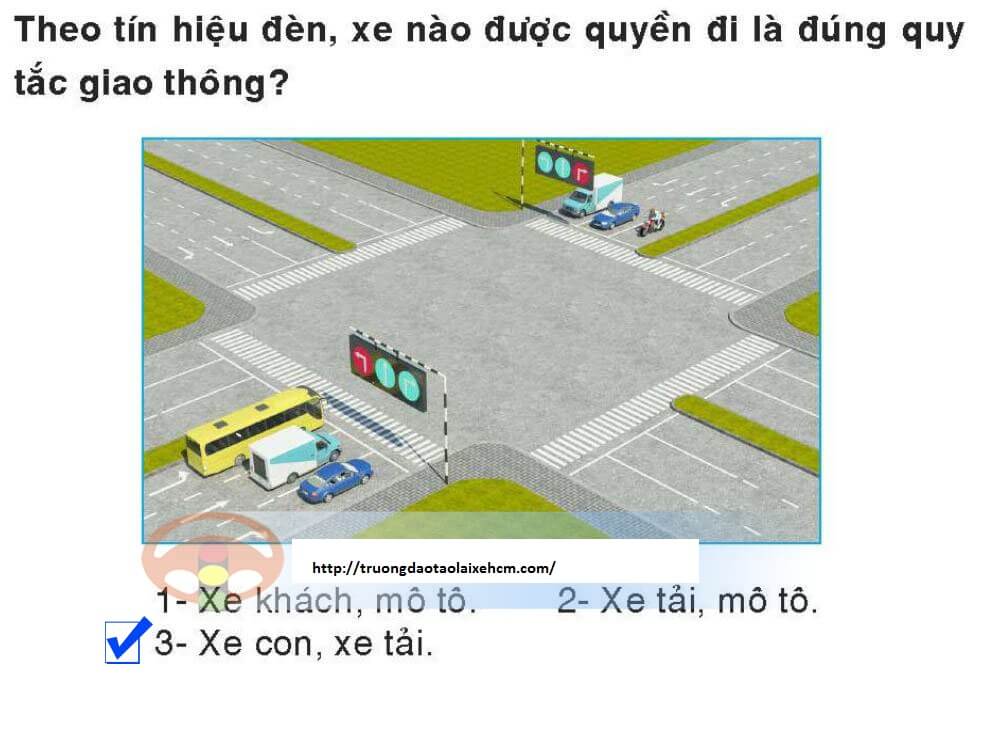 Theo tín hiệu đèn, xe nào được quyền đi là đúng quy
tắc giao thông?
http://truongdaotaolaixehcm.com/
1- Xe khách, mô tô. 2- Xe tải, mô tô.
3- Xe con, xe tải.